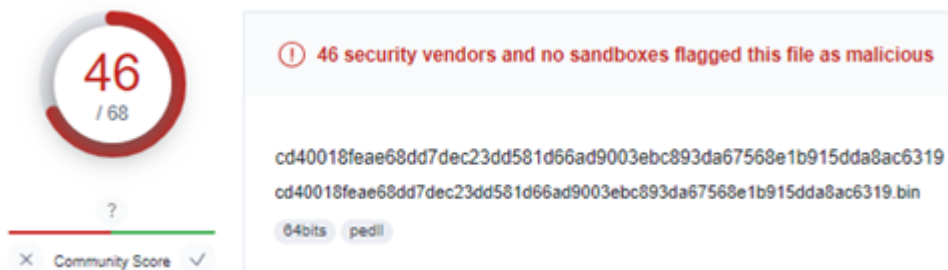 46
/ 68
?
Community Score
46 security vendors and no sandboxes flagged this file as malicious
cd40018feae68dd7dec23dd581d66ad9003ebc893da67568e1b915dda8ac6319
cd40018feae68dd7dec23dd581d66ad9003ebc893da67568e1b915dda8ac6319.bin
64bits pedll